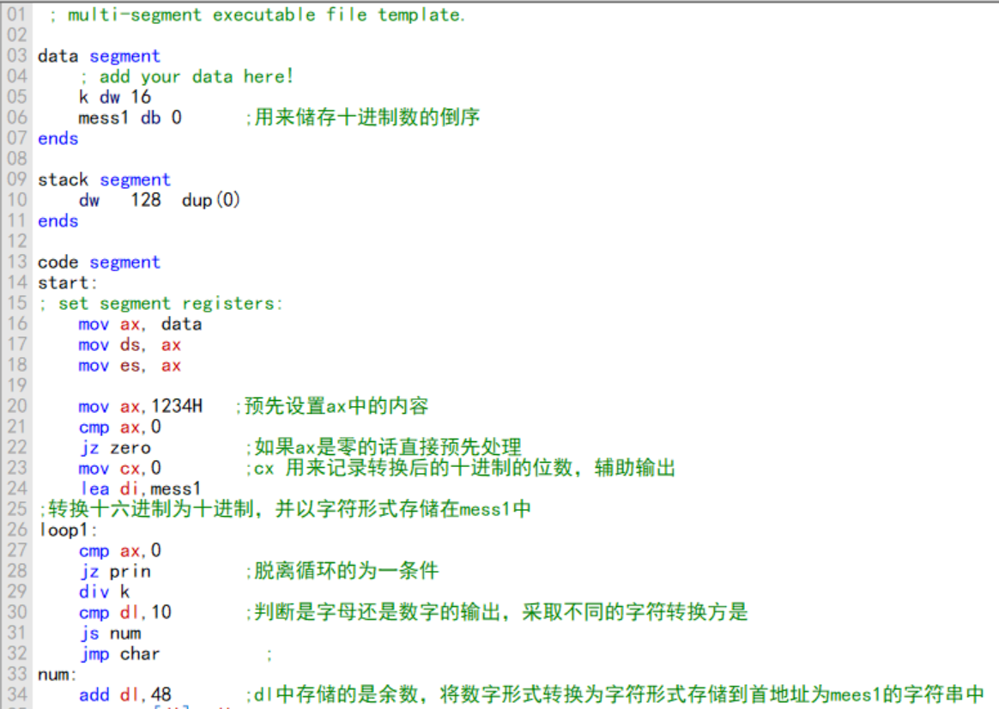 01 ; multi-segment executable file template.
02
03 data segment
04 ; add your data here!
05 k dw 16
06 mess1 db 0 ;用来储存十进制数的倒序
07 ends
08
09 stack segment
10 dw 128 dup(0)
11 ends
12
13 code segment
14 start:
15 ; set segment registers:
16 mov ax, data
17 mov ds, ax
18 mov es, ax
19
20 mov ax,1234H ;预先设置ax中的内容
21 cmp ax,0
22 jz zero ;如果ax是零的话直接预先处理
23 mov cx,0 ;cx 用来记录转换后的十进制的位数，辅助输出
24 lea di,mess1
25 ;转换十六进制为十进制，并以字符形式存储在mess1中
26 loop1:
27 cmp ax,0
28 jz prin ;脱离循环的为一条件
29 div k
30 cmp dl,10 ;判断是字母还是数字的输出，采取不同的字符转换方是
31 js num
32 jmp char ;
33 num:
34 add dl,48 ;dl中存储的是余数，将数字形式转换为字符形式存储到首地址为mees1的字符串中